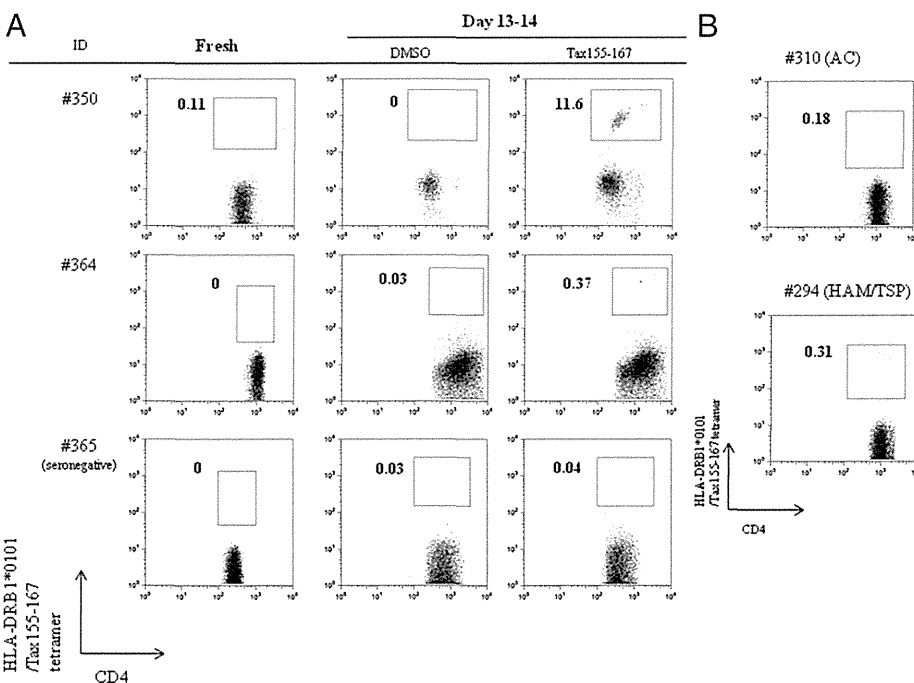 A
B
Day 13-14
ID
Fresh
DMSO
Tax155-167
#350
0.11
0
11.6
#364
0
0.03
0.37
#365
(seronegative)
0
0.03
0.04
HLA-DRB1*0101
/Tax155-167
tetramer
CD4
#310 (AC)
0.18
#294 (HAM/TSP)
0.31
HLA-DRB1*0101
/Tax155-167 tetramer
CD4